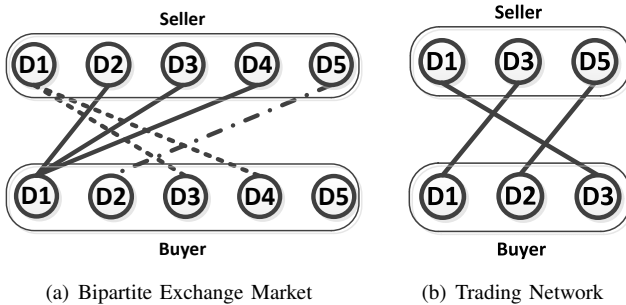 Seller Seller
D1 D2 D3 D4 D5 D1 D3 D5
D1 D2 D3 D4 D5 D1 D2 D3
Buyer Buyer
(a) Bipartite Exchange Market (b) Trading Network